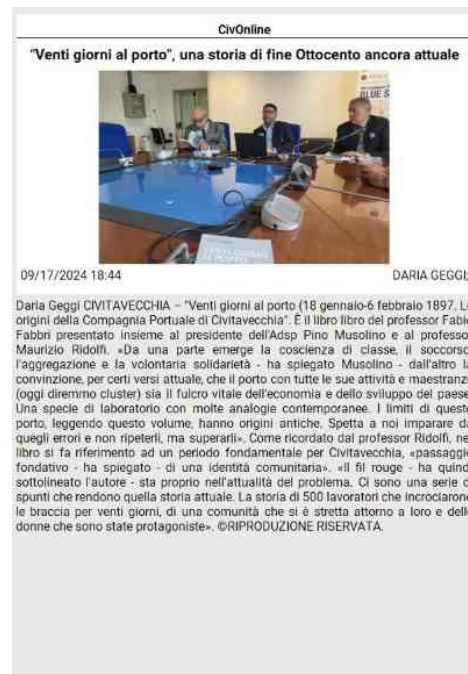 CivOnline
"Venti giorni al porto", una storia di fine Ottocento ancora attuale
BLUE S
VENTI GIORNI
AL PORTO
09/17/2024 18:44
DARIA GEGGI;
Daria Geggi CIVITAVECCHIA – "Venti giorni al porto (18 gennaio-6 febbraio 1897. Le
origini della Compagnia Portuale di Civitavecchia". È il libro libro del professor Fabio
Fabbri presentato insieme al presidente dell'Adsp Pino Musolino e al professor
Maurizio Ridolfi. «Da una parte emerge la coscienza di classe, il soccorso
l'aggregazione e la volontaria solidarietà - ha spiegato Musolino - dall'altro la
convinzione, per certi versi attuale, che il porto con tutte le sue attività e maestranze
(oggi diremmo cluster) sia il fulcro vitale dell'economia e dello sviluppo del paese.
Una specie di laboratorio con molte analogie contemporanee. I limiti di questo
porto, leggendo questo volume, hanno origini antiche. Spetta a noi imparare da
quegli errori e non ripeterli, ma superarli». Come ricordato dal professor Ridolfi, nel
libro si fa riferimento ad un periodo fondamentale per Civitavecchia, «passaggio
fondativo - ha spiegato - di una identità comunitaria». «Il fil rouge - ha quindi
sottolineato l'autore - sta proprio nell'attualità del problema. Ci sono una serie di
spunti che rendono quella storia attuale. La storia di 500 lavoratori che incrociarono
le braccia per venti giorni, di una comunità che si è stretta attorno a loro e delle
donne che sono state protagoniste». ©RIPRODUZIONE RISERVATA.